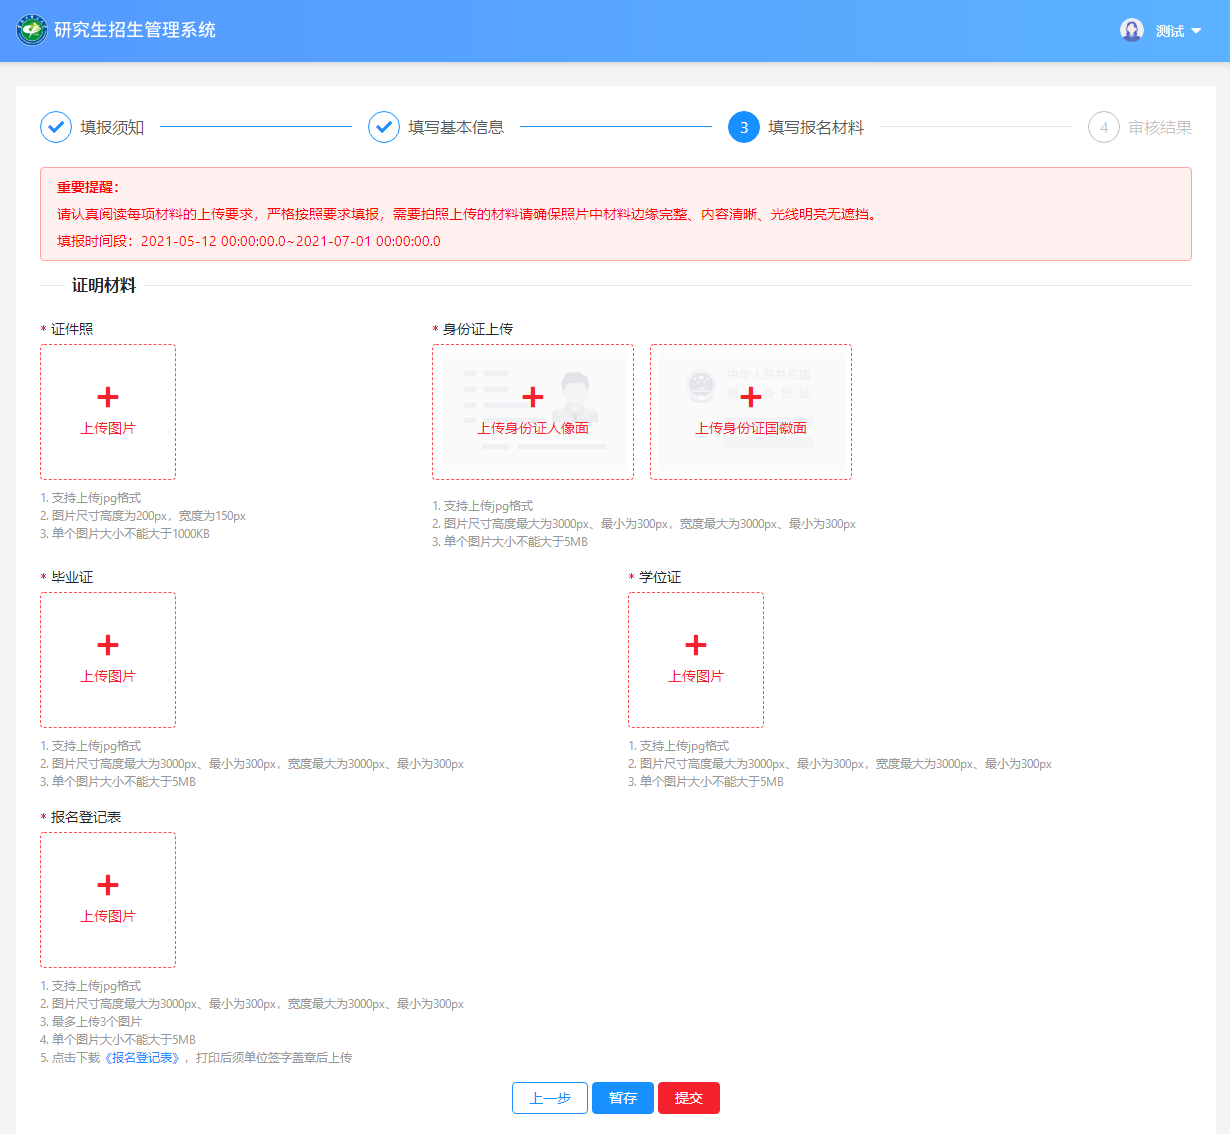 研究生招生管理系统
测试
填报须知
填写基本信息
3 填写报名材料
4 审核结果
重要提醒：
请认真阅读每项材料的上传要求，严格按照要求填报，需要拍照上传的材料请确保照片中材料边缘完整、内容清晰、光线明亮无遮挡。
填报时间段：2021-05-12 00:00:00.0~2021-07-01 00:00:00.0
证明材料
* 证件照
上传图片
1. 支持上传jpg格式
2. 图片尺寸高度为200px，宽度为150px
3. 单个图片大小不能大于1000KB
* 身份证上传
上传身份证人像面
中华人民共和国
身 份 证
上传身份证国徽面
1. 支持上传jpg格式
2. 图片尺寸高度最大为3000px、最小为300px，宽度最大为3000px、最小为300px
3. 单个图片大小不能大于5MB
* 毕业证
上传图片
1. 支持上传jpg格式
2. 图片尺寸高度最大为3000px、最小为300px，宽度最大为3000px、最小为300px
3. 单个图片大小不能大于5MB
* 学位证
上传图片
1. 支持上传jpg格式
2. 图片尺寸高度最大为3000px、最小为300px，宽度最大为3000px、最小为300px
3. 单个图片大小不能大于5MB
* 报名登记表
上传图片
1. 支持上传jpg格式
2. 图片尺寸高度最大为3000px、最小为300px，宽度最大为3000px、最小为300px
3. 最多上传3个图片
4. 单个图片大小不能大于5MB
5. 点击下载《报名登记表》，打印后须单位签字盖章后上传
上一步
暂存
提交